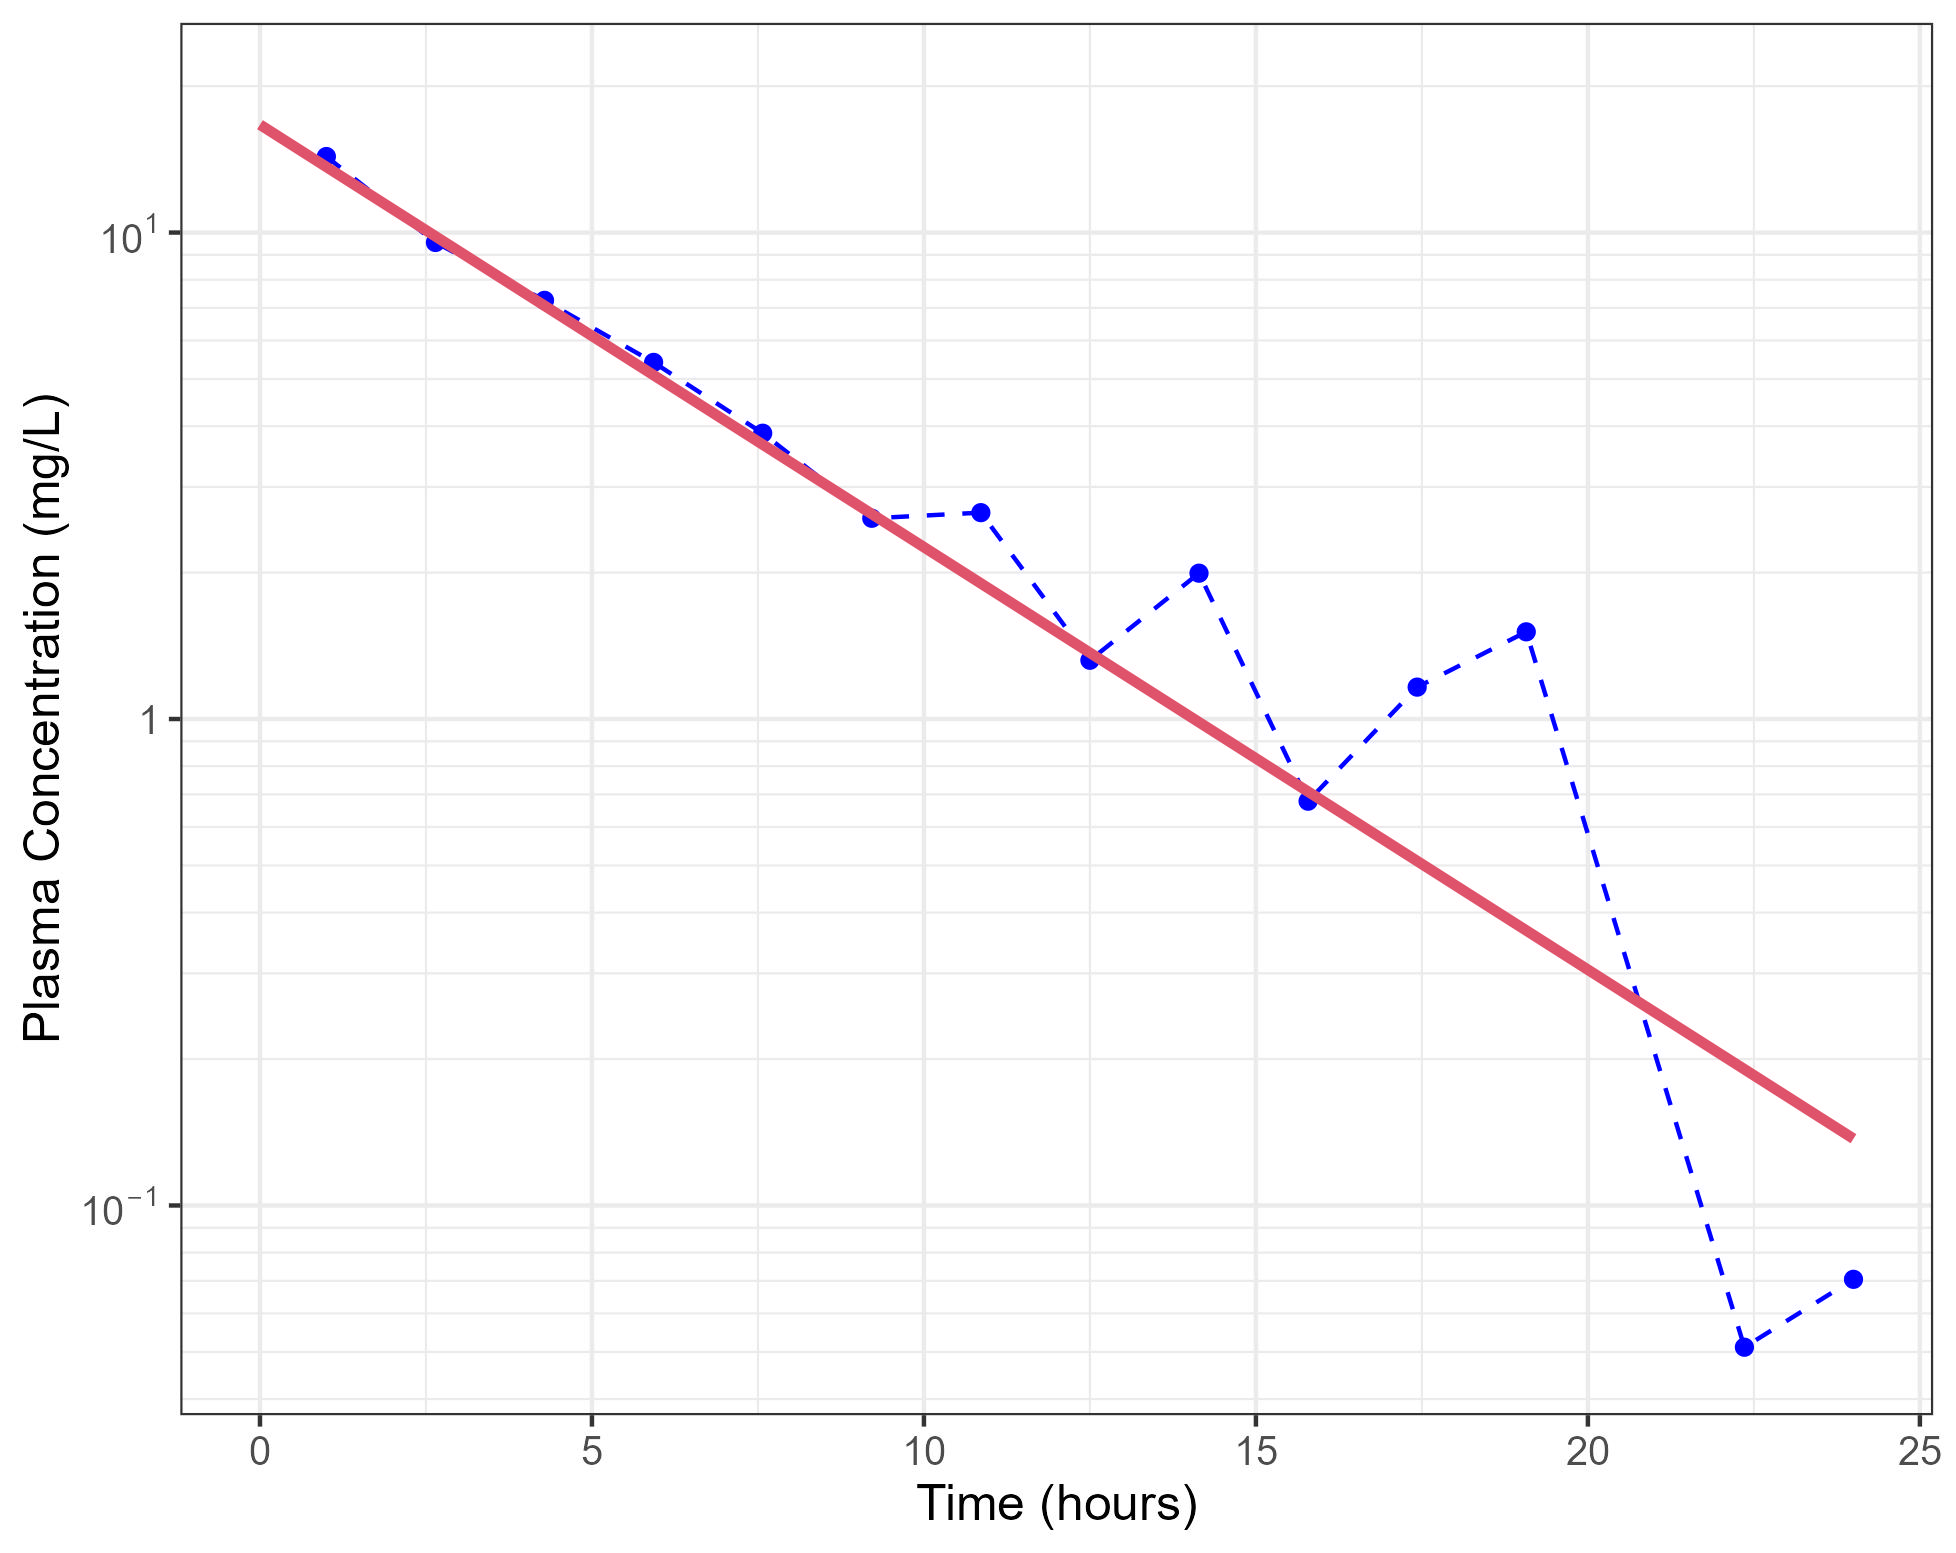 Plasma Concentration (mg/L)
10¹
1
10⁻¹
0 5 10 15 20 25
Time (hours)